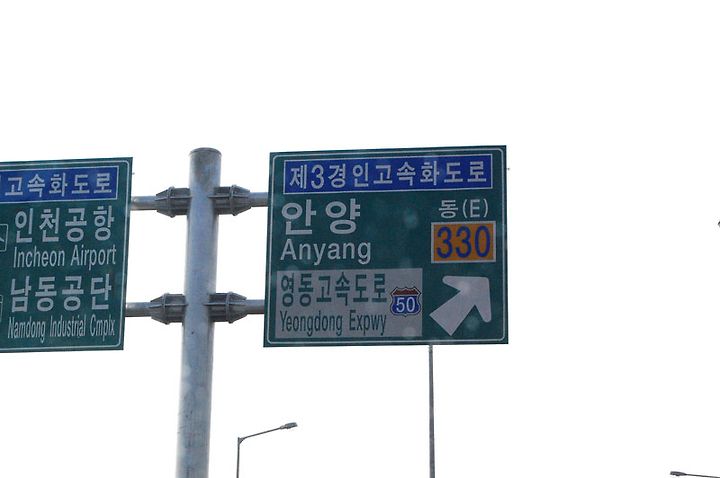 고속화도로
인천공항
Incheon Airport
남동공단
Namdong Industrial Cmplx
제3경인고속화도로
안양
동(E)
Anyang
330
영동고속도로
50
Yeongdong Expwy